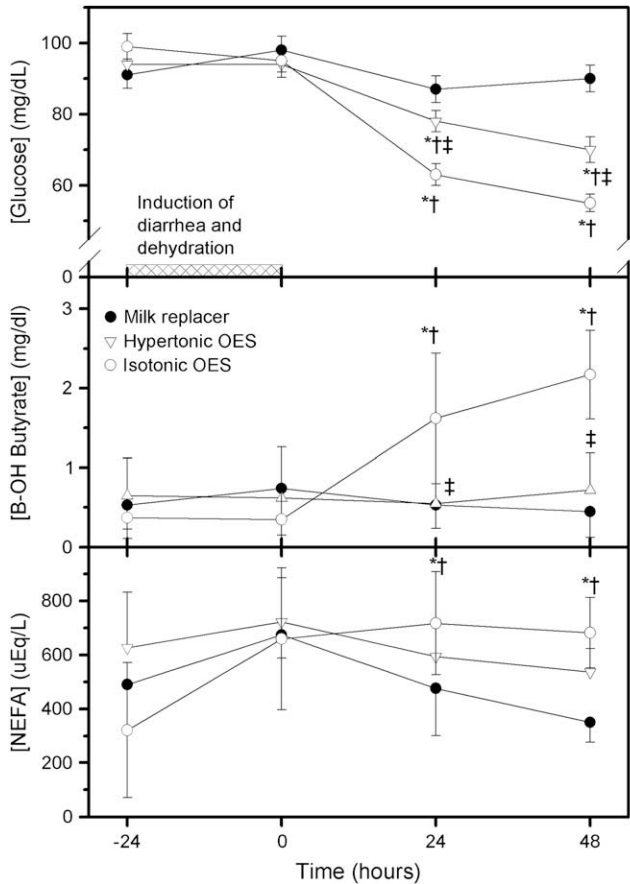 [Glucose] (mg/dL)
100
80
60
0
*†‡
*†
*†‡
*†
Induction of
diarrhea and
dehydration
[B-OH Butyrate] (mg/dl)
3
2
1
0
Milk replacer
Hypertonic OES
Isotonic OES
*†
*†
‡
‡
[NEFA] (uEq/L)
800
600
400
200
0
*†
*†
-24
0
24
48
Time (hours)